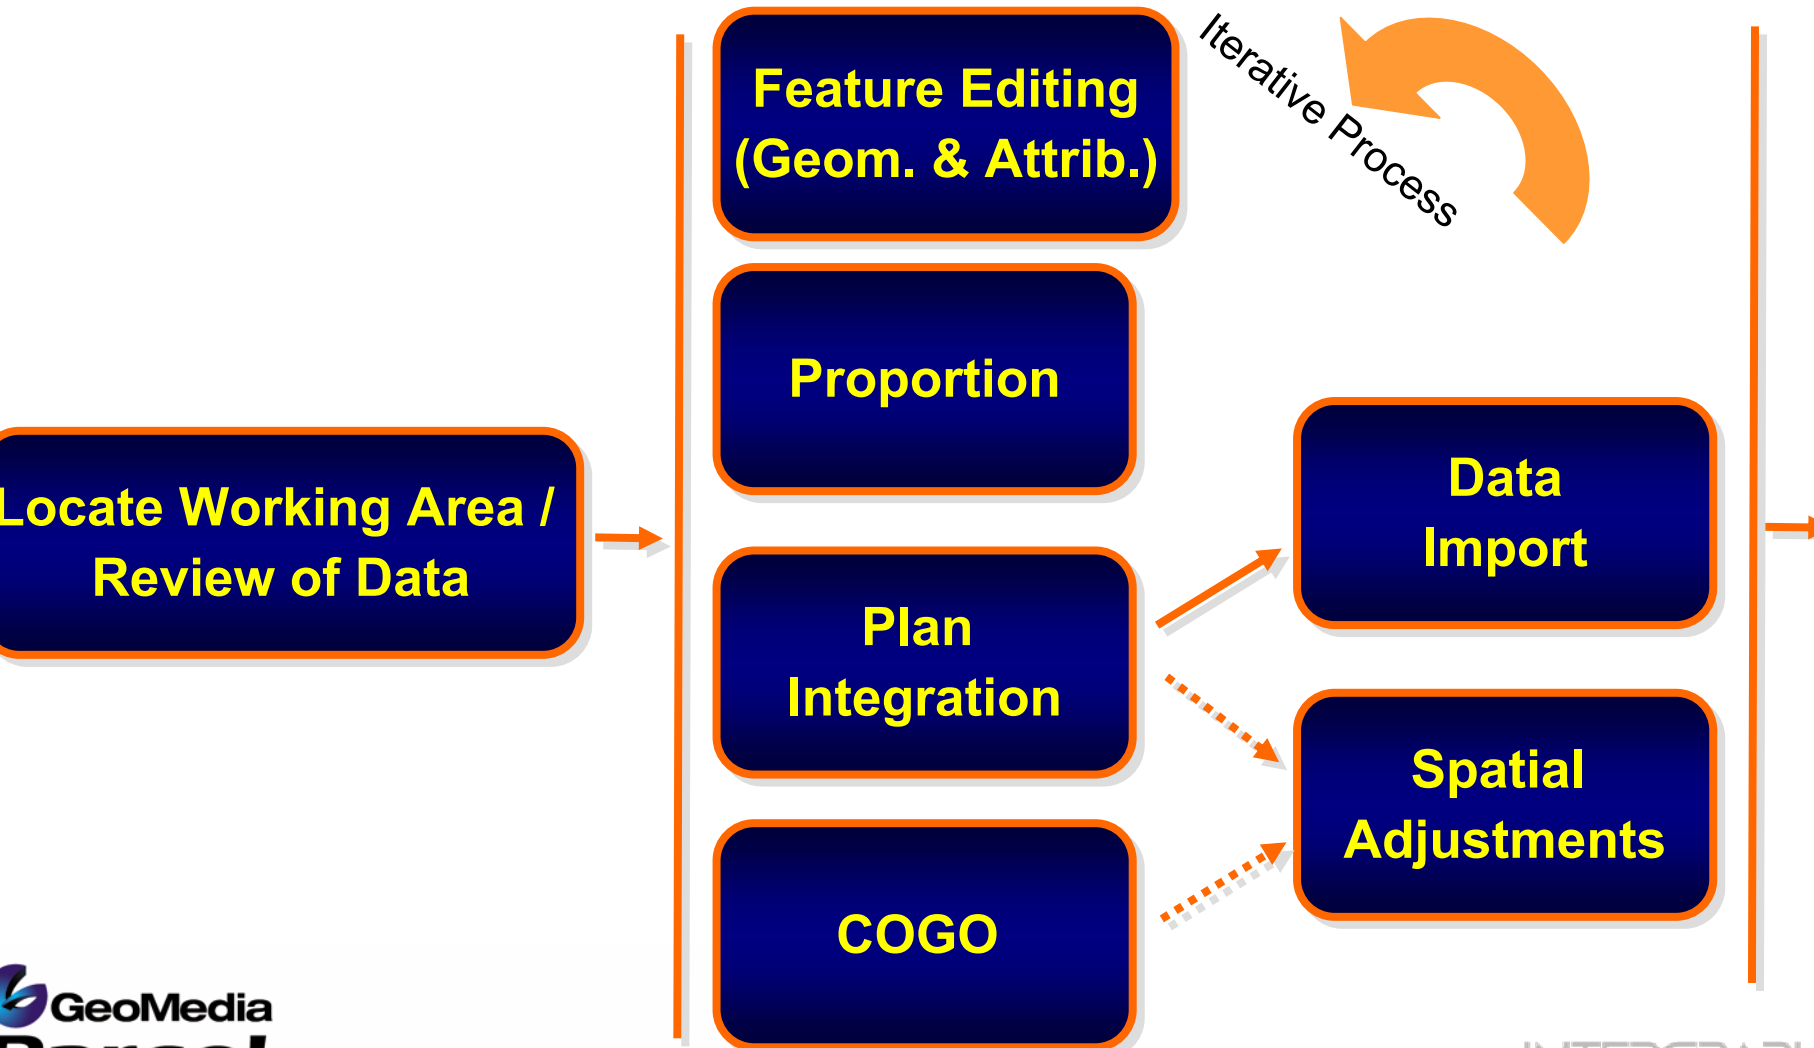 Feature Editing
(Geom. & Attrib.)
Iterative Process
Proportion
Locate Working Area /
Review of Data
Data
Import
Plan
Integration
Spatial
Adjustments
COGO
GeoMedia